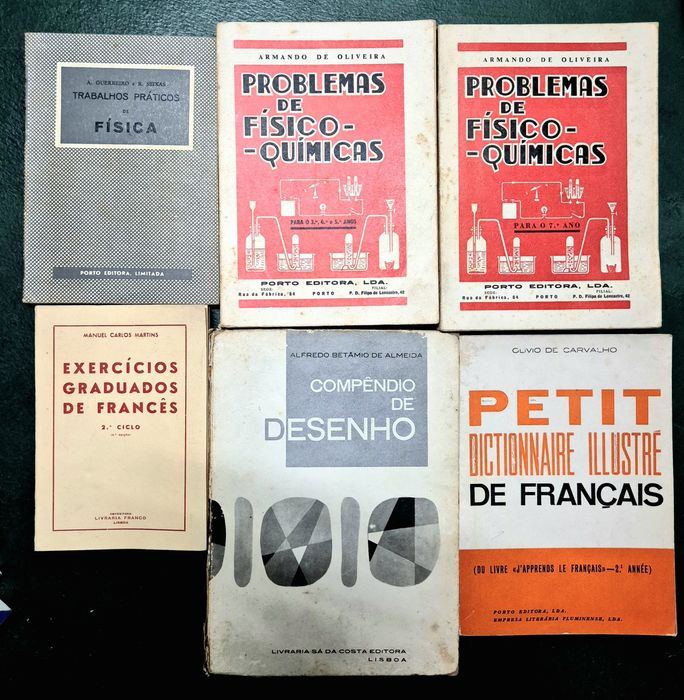 A. GUERREIRO e R. SEIXAS
TRABALHOS PRÁTICOS
DE
FÍSICA
PORTO EDITORA, LIMITADA
ARMANDO DE OLIVEIRA
PROBLEMAS
DE
FÍSICO-
-QUÍMICAS
PARA O 3.º, 4.º e 5.º ANOS
PORTO EDITORA, LDA.
SEDE: FILIAL:
Rua da Fábrica, 84 PORTO P. D. Filipa de Lencastre, 42
ARMANDO DE OLIVEIRA
PROBLEMAS
DE
FÍSICO-
-QUÍMICAS
PARA O 7.º ANO
PORTO EDITORA, LDA.
SEDE: FILIAL:
Rua da Fábrica, 84 PORTO P. D. Filipa de Lencastre, 42
MANUEL CARLOS MARTINS
EXERCÍCIOS
GRADUADOS
DE FRANCÊS
2.º CICLO
LIVRARIA FRANCO
LISBOA
ALFREDO BETÂMIO DE ALMEIDA
COMPÊNDIO
DE
DESENHO
LIVRARIA SÁ DA COSTA EDITORA
LISBOA
OLIVIO DE CARVALHO
PETIT
DICTIONNAIRE ILLUSTRÉ
DE FRANÇAIS
(DU LIVRE «J'APPRENDS LE FRANÇAIS»—2.e ANNÉE)
PORTO EDITORA, LDA.
EMPRESA LITERÁRIA FLUMINENSE, LDA.